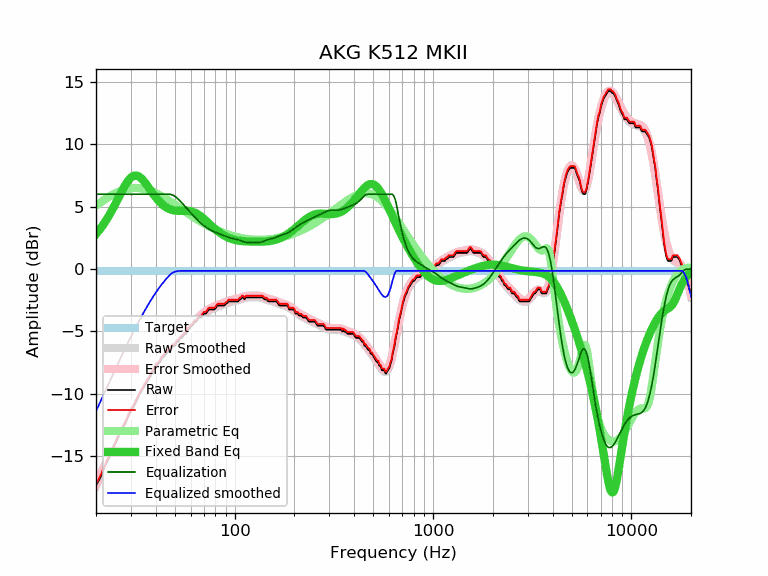 AKG K512 MKII
15
10
5
0
−5
−10
−15
Amplitude (dBr)
Target
Raw Smoothed
Error Smoothed
Raw
Error
Parametric Eq
Fixed Band Eq
Equalization
Equalized smoothed
100
1000
10000
Frequency (Hz)